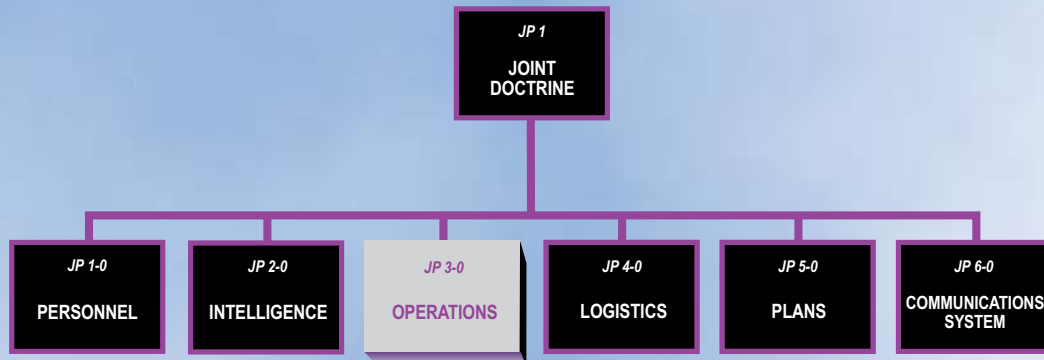 JP 1
JOINT
DOCTRINE
JP 1-0
PERSONNEL
JP 2-0
INTELLIGENCE
JP 3-0
OPERATIONS
JP 4-0
LOGISTICS
JP 5-0
PLANS
JP 6-0
COMMUNICATIONS
SYSTEM